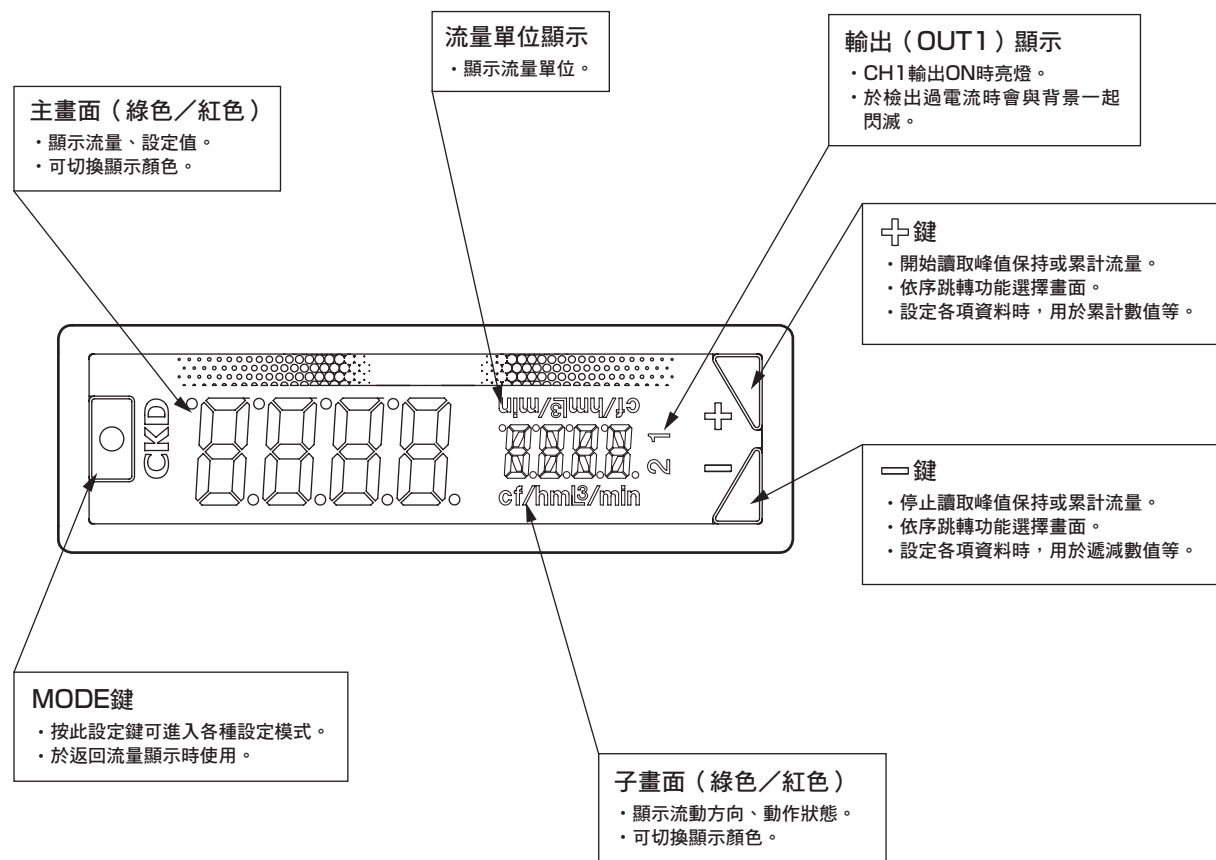 流量單位顯示
・顯示流量單位。
輸出（OUT1）顯示
・CH1輸出ON時亮燈。
・於檢出過電流時會與背景一起
閃滅。
主畫面（綠色／紅色）
・顯示流量、設定值。
・可切換顯示顏色。
鍵
・開始讀取峰值保持或累計流量。
・依序跳轉功能選擇畫面。
・設定各項資料時，用於累計數值等。
CKD
cf/hmL3/min
8.8.8.8.
8.8.8.8.
2 1
+
−
cf/hmL3/min
鍵
・停止讀取峰值保持或累計流量。
・依序跳轉功能選擇畫面。
・設定各項資料時，用於遞減數值等。
MODE鍵
・按此設定鍵可進入各種設定模式。
・於返回流量顯示時使用。
子畫面（綠色／紅色）
・顯示流動方向、動作狀態。
・可切換顯示顏色。